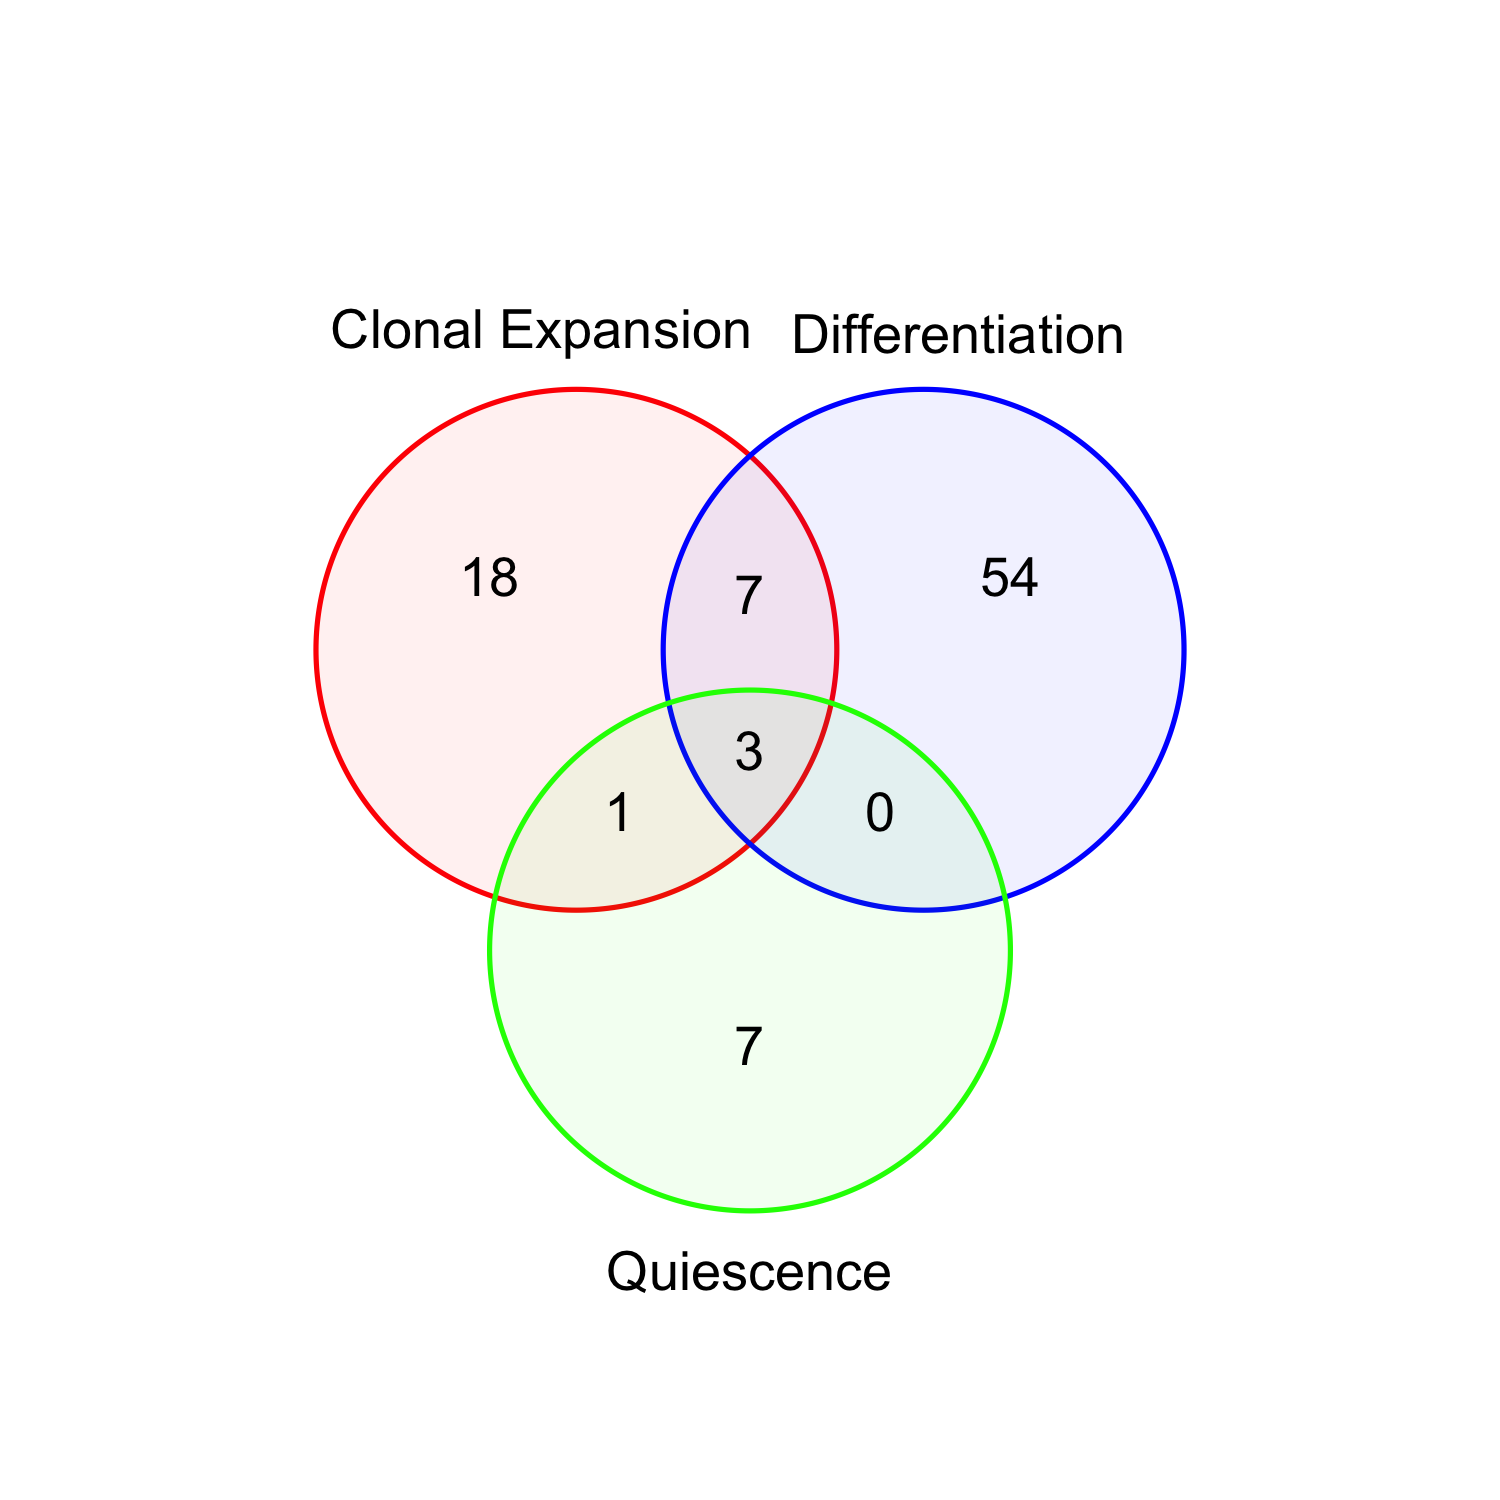 Clonal Expansion
Differentiation
18
7
54
3
1
0
7
Quiescence